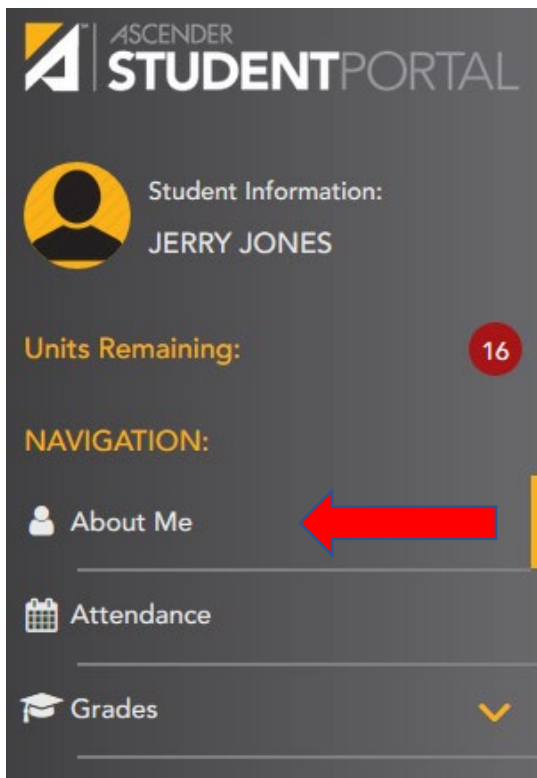 ASCENDER
STUDENTPORTAL
Student Information:
JERRY JONES
Units Remaining:
16
NAVIGATION:
About Me
Attendance
Grades